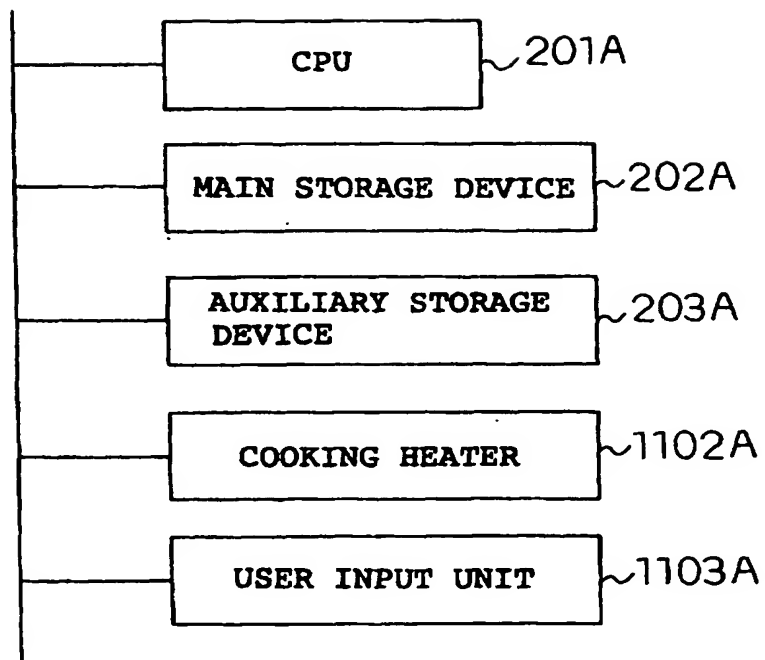 CPU 201A
MAIN STORAGE DEVICE 202A
AUXILIARY STORAGE 203A
DEVICE
COOKING HEATER 1102A
USER INPUT UNIT 1103A